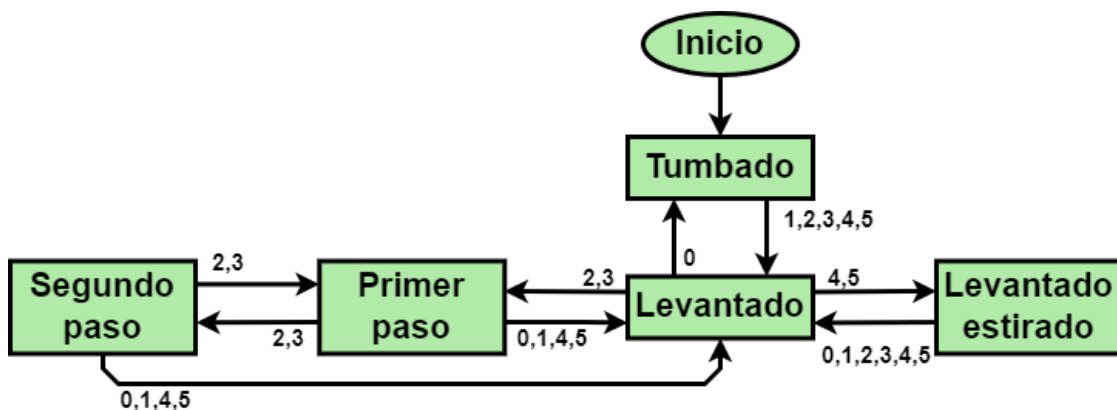 Inicio
Tumbado
1,2,3,4,5
0
Segundo
paso
2,3
2,3
Primer
paso
2,3
0,1,4,5
Levantado
4,5
0,1,2,3,4,5
Levantado
estirado
0,1,4,5